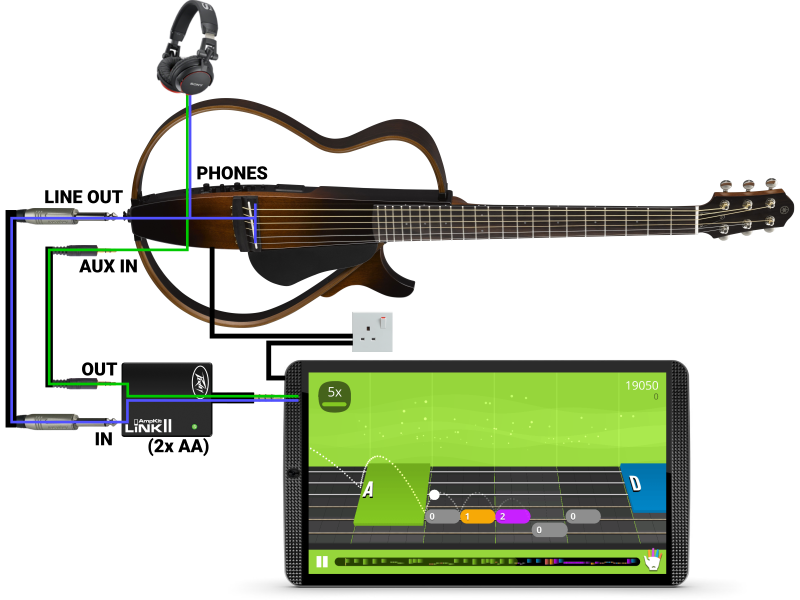 PHONES
LINE OUT
AUX IN
OUT
PEAVEY
AmpKit
LiNK II
IN
(2x AA)
5x
19050
0
A
D
0
1
2
0
0